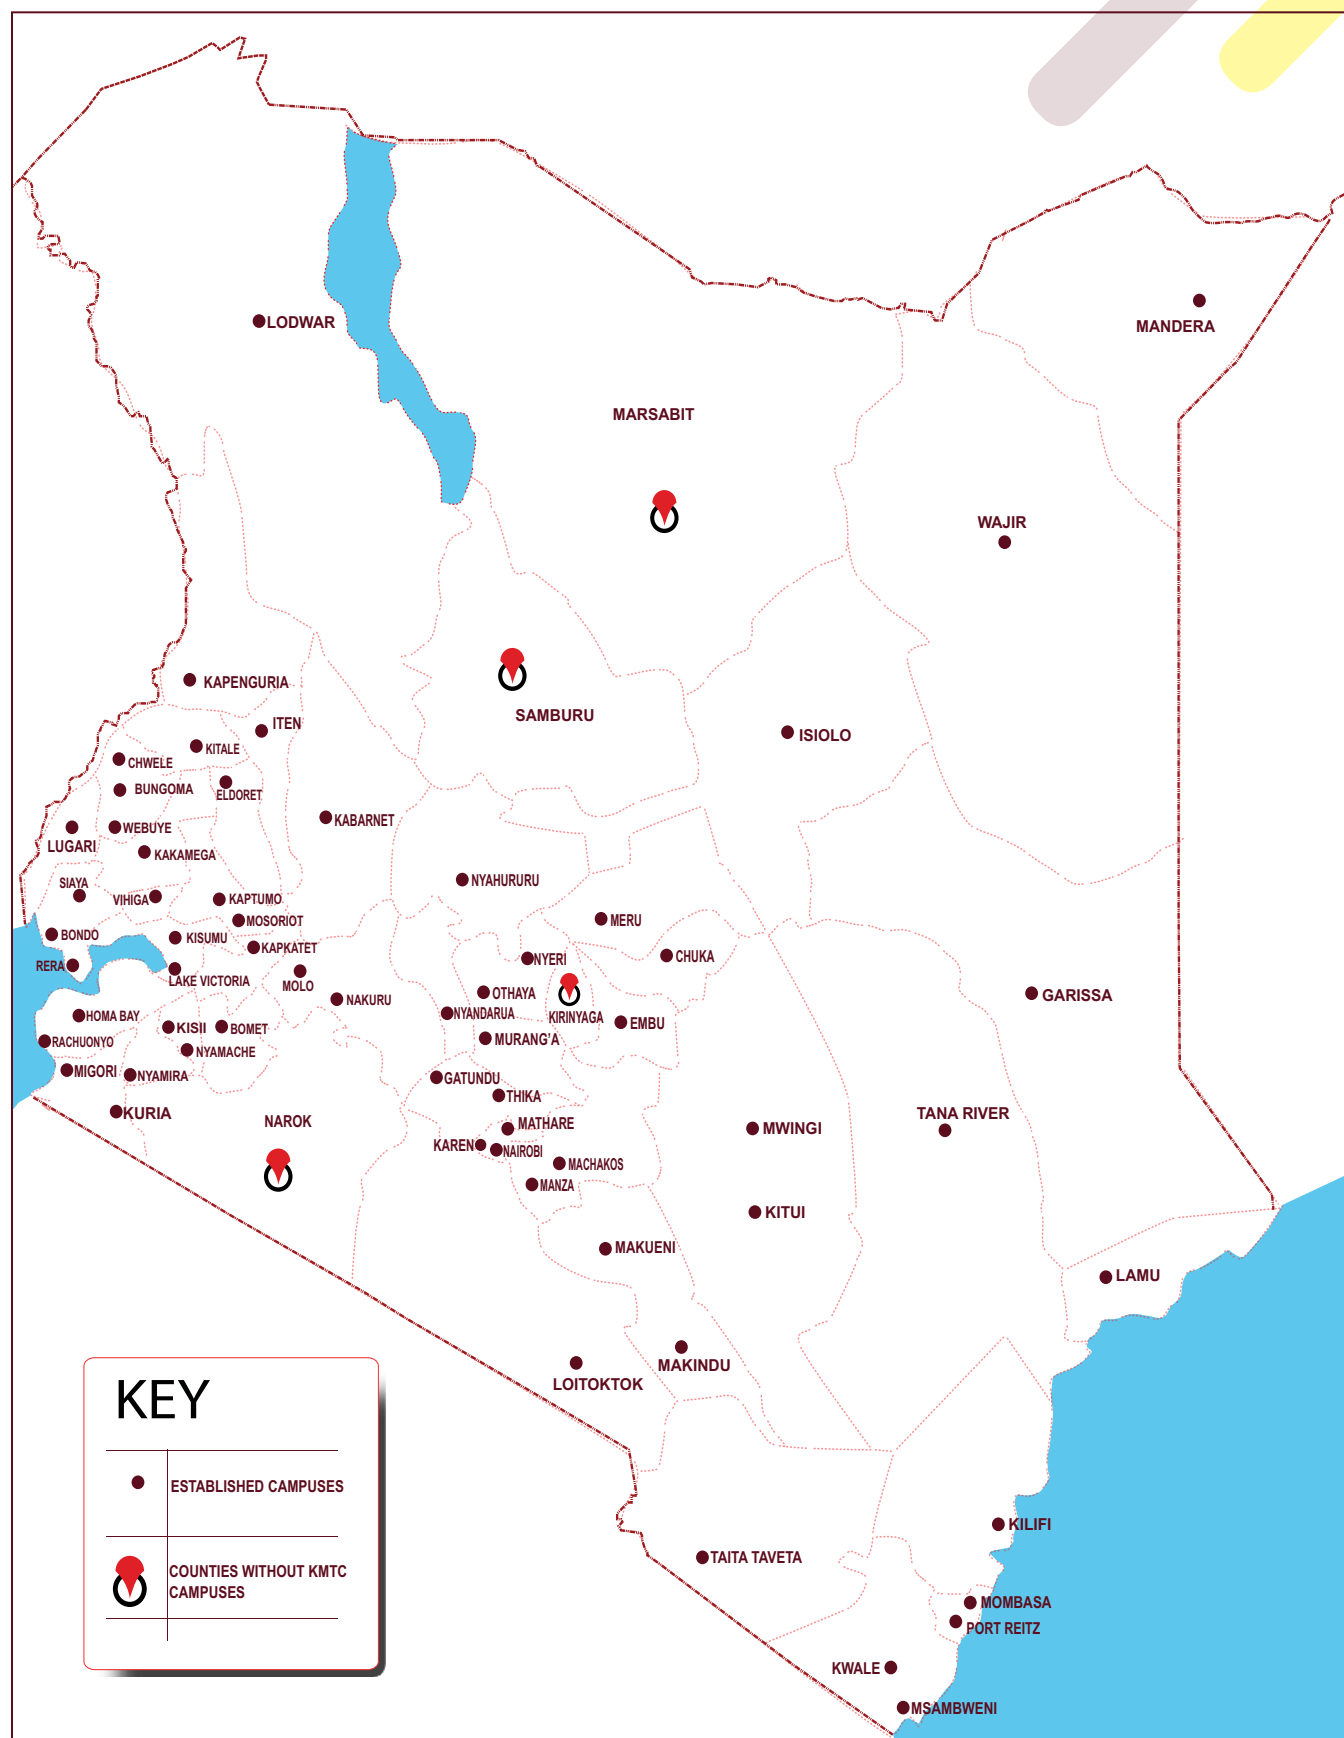 LODWAR
MANDERA
MARSABIT
WAJIR
KAPENGURIA
SAMBURU
ITEN
ISIOLO
KITALE
CHWELE
BUNGOMA
ELDORET
KABARNET
WEBUYE
LUGARI
KAKAMEGA
NYAHURURU
SIAYA
VIHIGA
KAPTUMO
MOSORIOT
MERU
BONDO
KISUMU
KAPKATET
NYERI
CHUKA
RERA
LAKE VICTORIA
MOLO
NAKURU
OTHAYA
GARISSA
HOMA BAY
NYANDARUA
KIRINYAGA
EMBU
KISII
BOMET
RACHUONYO
NYAMACHE
MURANG'A
MIGORI
NYAMIRA
GATUNDU
THIKA
KURIA
NAROK
MATHARE
MWINGI
TANA RIVER
KAREN
NAIROBI
MACHAKOS
MANZA
KITUI
MAKUENI
LAMU
MAKINDU
LOITOKTOK
KEY
ESTABLISHED CAMPUSES
COUNTIES WITHOUT KMTC
CAMPUSES
KILIFI
TAITA TAVETA
MOMBASA
PORT REITZ
KWALE
MSAMBWENI